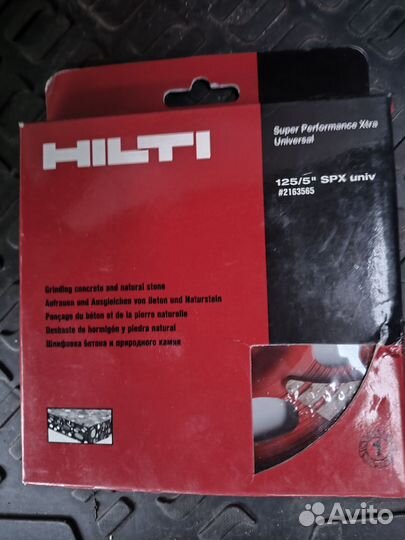 HILTI
Super Performance Xtra
Universal
125/5" SPX univ
#2163565
Grinding concrete and natural stone
Aufrauen und Ausgleichen von Beton und Naturstein
Ponçage du béton et de la pierre naturelle
Desbaste de hormigón y piedra natural
Шлифовка бетона и природного камня
Avito